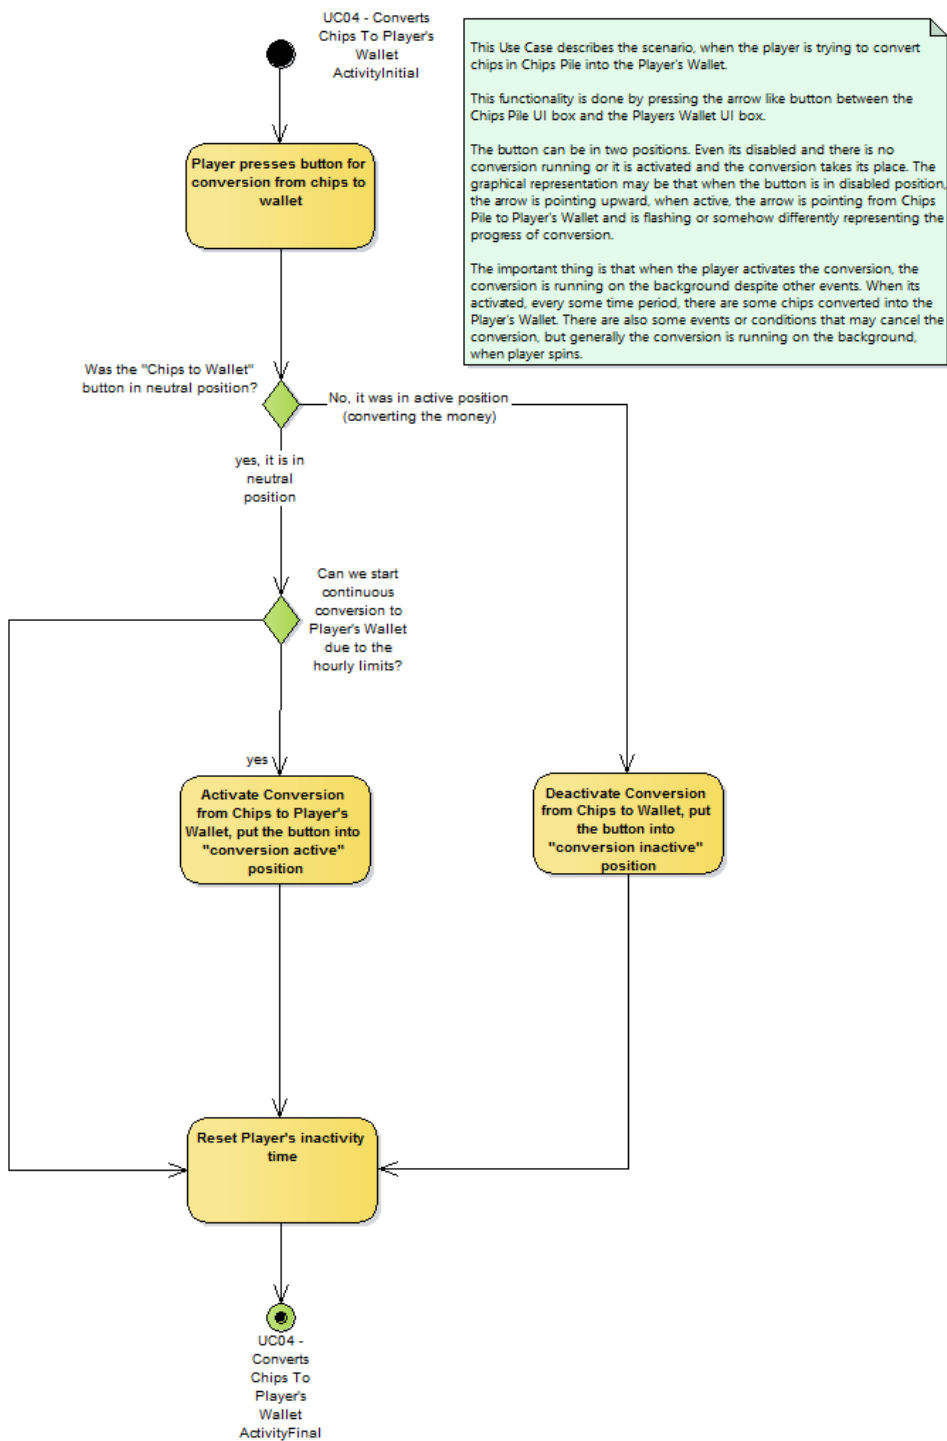 UC04 - Converts
Chips To Player's
Wallet
ActivityInitial
This Use Case describes the scenario, when the player is trying to convert
chips in Chips Pile into the Player's Wallet.
This functionality is done by pressing the arrow like button between the
Chips Pile UI box and the Players Wallet UI box.
The button can be in two positions. Even its disabled and there is no
conversion running or it is activated and the conversion takes its place. The
graphical representation may be that when the button is in disabled position,
the arrow is pointing upward, when active, the arrow is pointing from Chips
Pile to Player's Wallet and is flashing or somehow differently representing the
progress of conversion.
The important thing is that when the player activates the conversion, the
conversion is running on the background despite other events. When its
activated, every some time period, there are some chips converted into the
Player's Wallet. There are also some events or conditions that may cancel the
conversion, but generally the conversion is running on the background,
when player spins.
Player presses button for
conversion from chips to
wallet
Was the "Chips to Wallet"
button in neutral position?
No, it was in active position
(converting the money)
yes, it is in
neutral
position
Can we start
continuous
conversion to
Player's Wallet
due to the
hourly limits?
yes
Activate Conversion
from Chips to Player's
Wallet, put the button into
"conversion active"
position
Deactivate Conversion
from Chips to Wallet, put
the button into
"conversion inactive"
position
Reset Player's inactivity
time
UC04 -
Converts
Chips To
Player's
Wallet
ActivityFinal